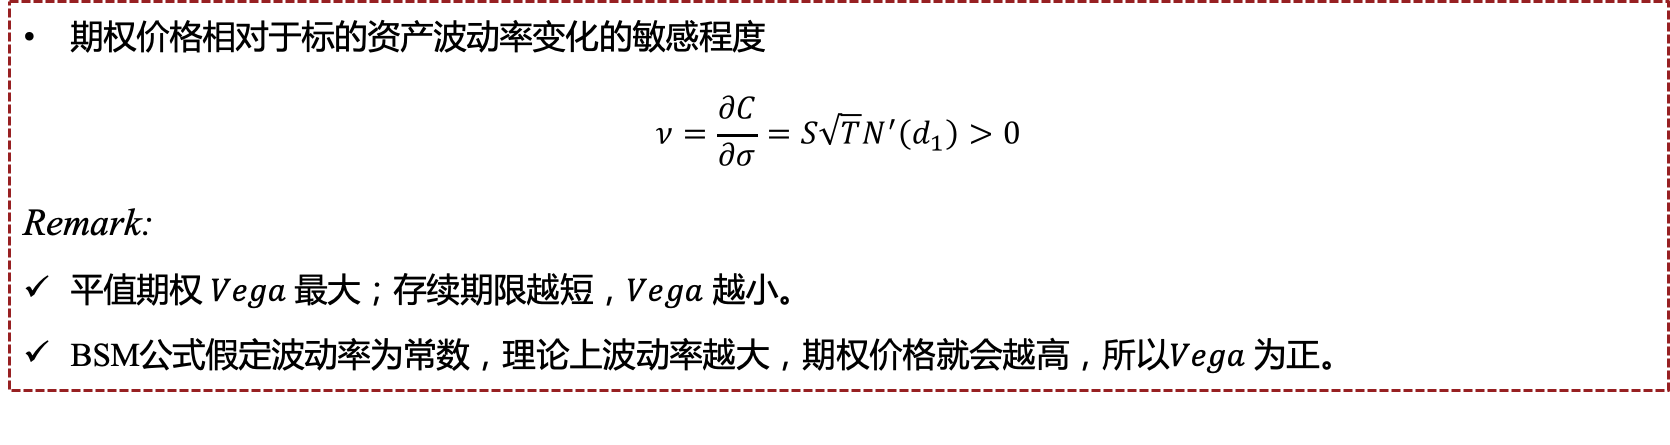 • 期权价格相对于标的资产波动率变化的敏感程度
ν = ∂C/∂σ = S√T N′(d₁) > 0
Remark:
✓ 平值期权 Vega 最大；存续期限越短，Vega 越小。
✓ BSM公式假定波动率为常数，理论上波动率越大，期权价格就会越高，所以Vega 为正。